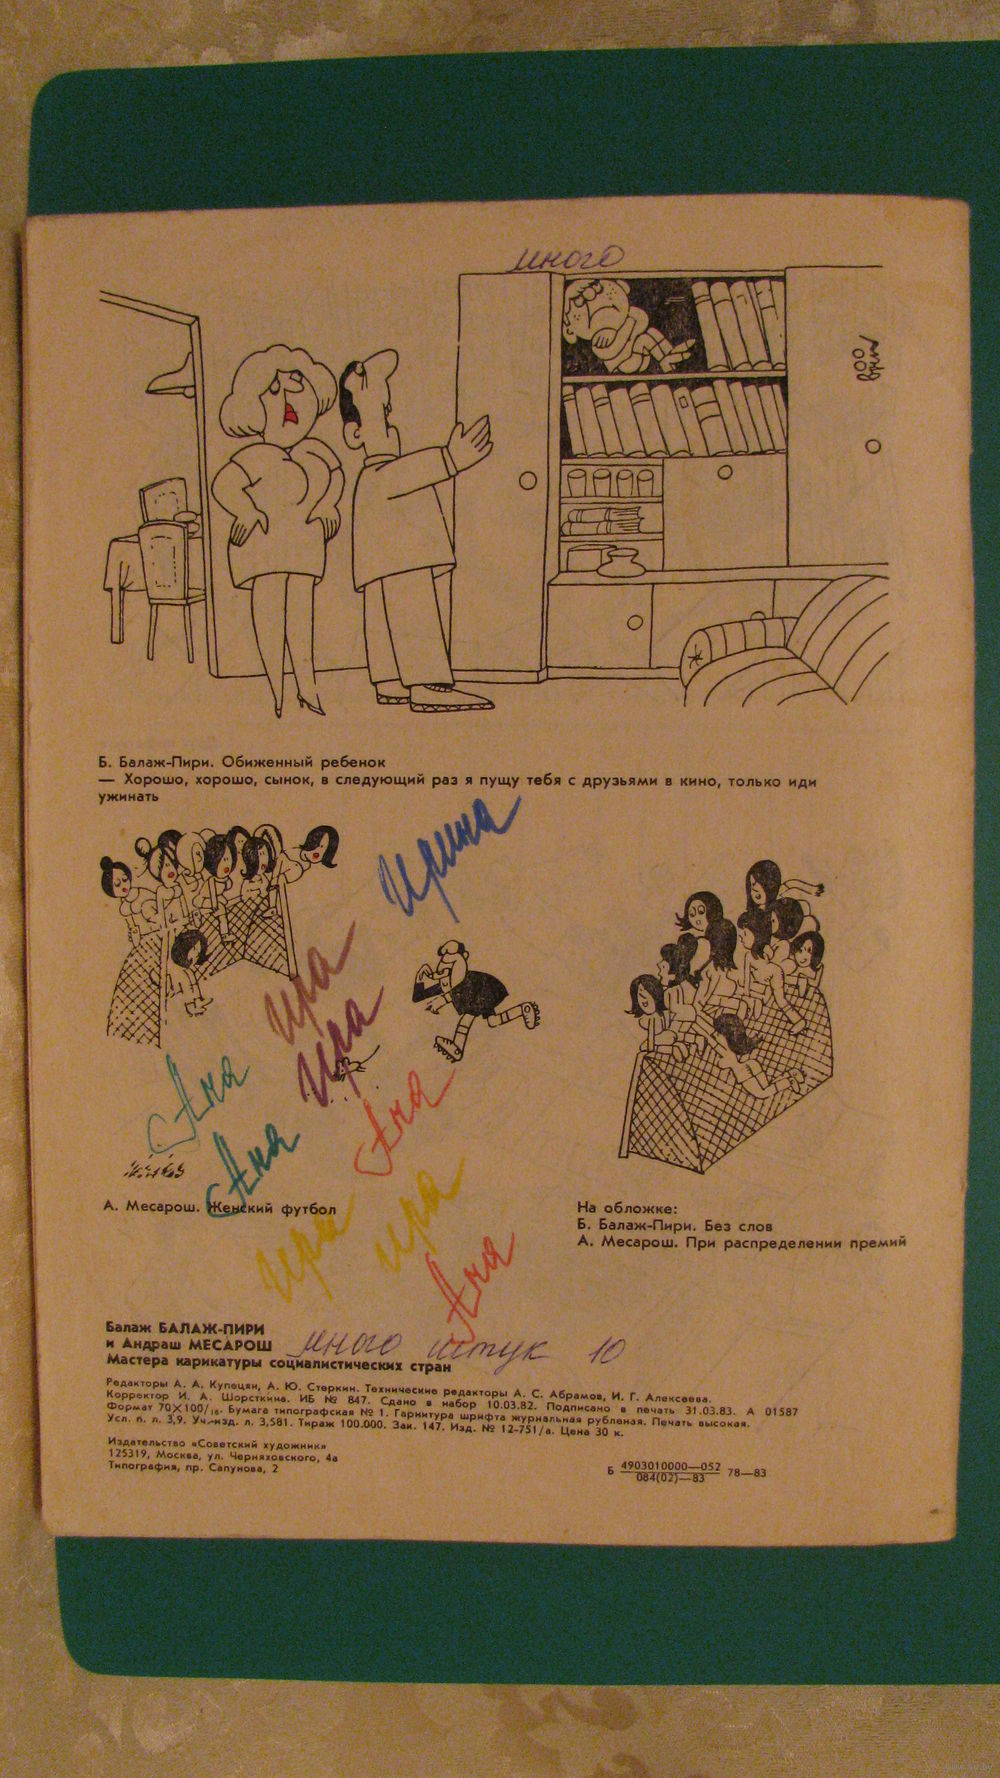 много
Б. Балаж-Пири. Обиженный ребенок
— Хорошо, хорошо, сынок, в следующий раз я пущу тебя с друзьями в кино, только иди
ужинать
Ирина
Ира
Ира
Аня
Аня
Аня
А. Месарош. Женский футбол
На обложке:
Б. Балаж-Пири. Без слов
А. Месарош. При распределении премий
Ира
Ира
Аня
Балаж БАЛАЖ-ПИРИ
и Андраш МЕСАРОШ
много штук 10
Мастера карикатуры социалистических стран
Редакторы А. А. Купецян, А. Ю. Стеркин. Технические редакторы А. С. Абрамов, И. Г. Алексеева.
Корректор И. А. Шорсткина. ИБ № 847. Сдано в набор 10.03.82. Подписано в печать 31.03.83. А 01587
Формат 70×100/16. Бумага типографская № 1. Гарнитура шрифта журнальная рубленая. Печать высокая.
Усл. п. л. 3,9. Уч.-изд. л. 3,581. Тираж 100.000. Зак. 147. Изд. № 12-751/а. Цена 30 к.
Издательство «Советский художник»
125319, Москва, ул. Черняховского, 4а
Типография, пр. Сапунова, 2
Б 4903010000—052 78—83
084(02)—83